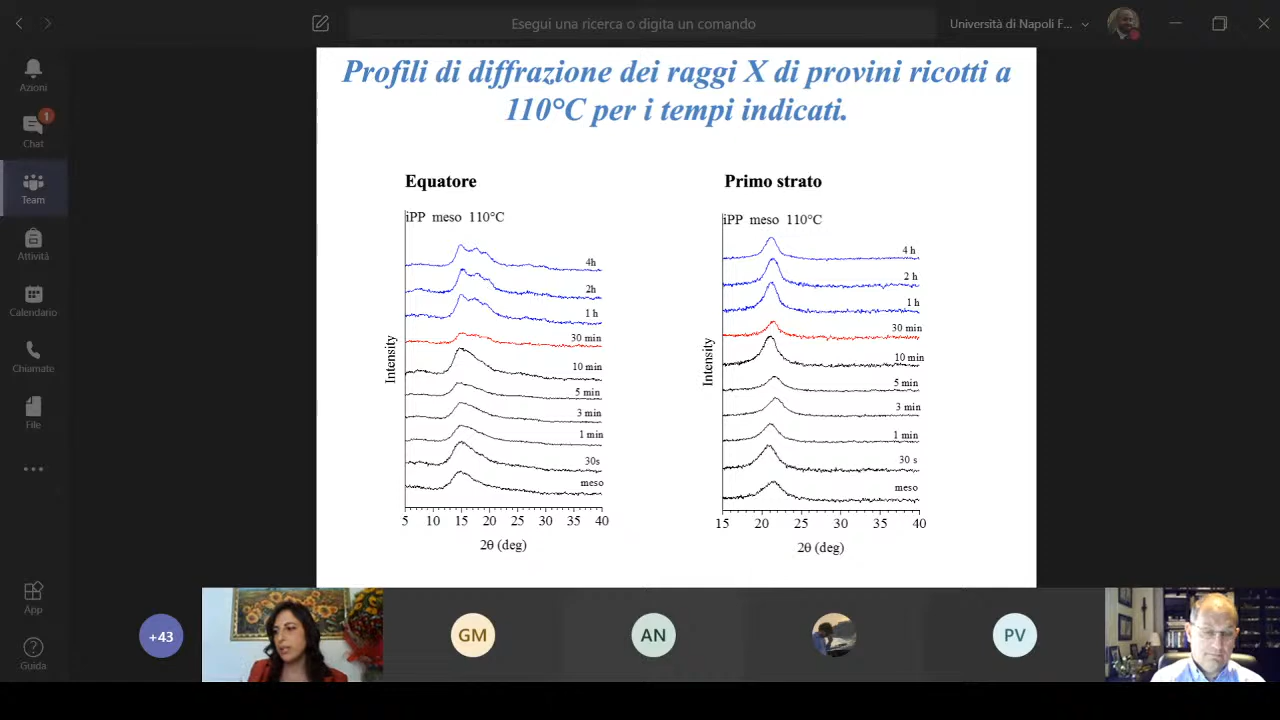 Esegui una ricerca o digita un comando
Università di Napoli F...
Azioni
1
Chat
Team
Attività
Calendario
Chiamate
File
App
Guida
Profili di diffrazione dei raggi X di provini ricotti a
110°C per i tempi indicati.
Equatore
iPP meso 110°C
4h
2h
1 h
30 min
10 min
5 min
3 min
1 min
30s
meso
Intensity
5 10 15 20 25 30 35 40
2θ (deg)
Primo strato
iPP meso 110°C
4 h
2 h
1 h
30 min
10 min
5 min
3 min
1 min
30 s
meso
Intensity
15 20 25 30 35 40
2θ (deg)
+43
GM
AN
PV